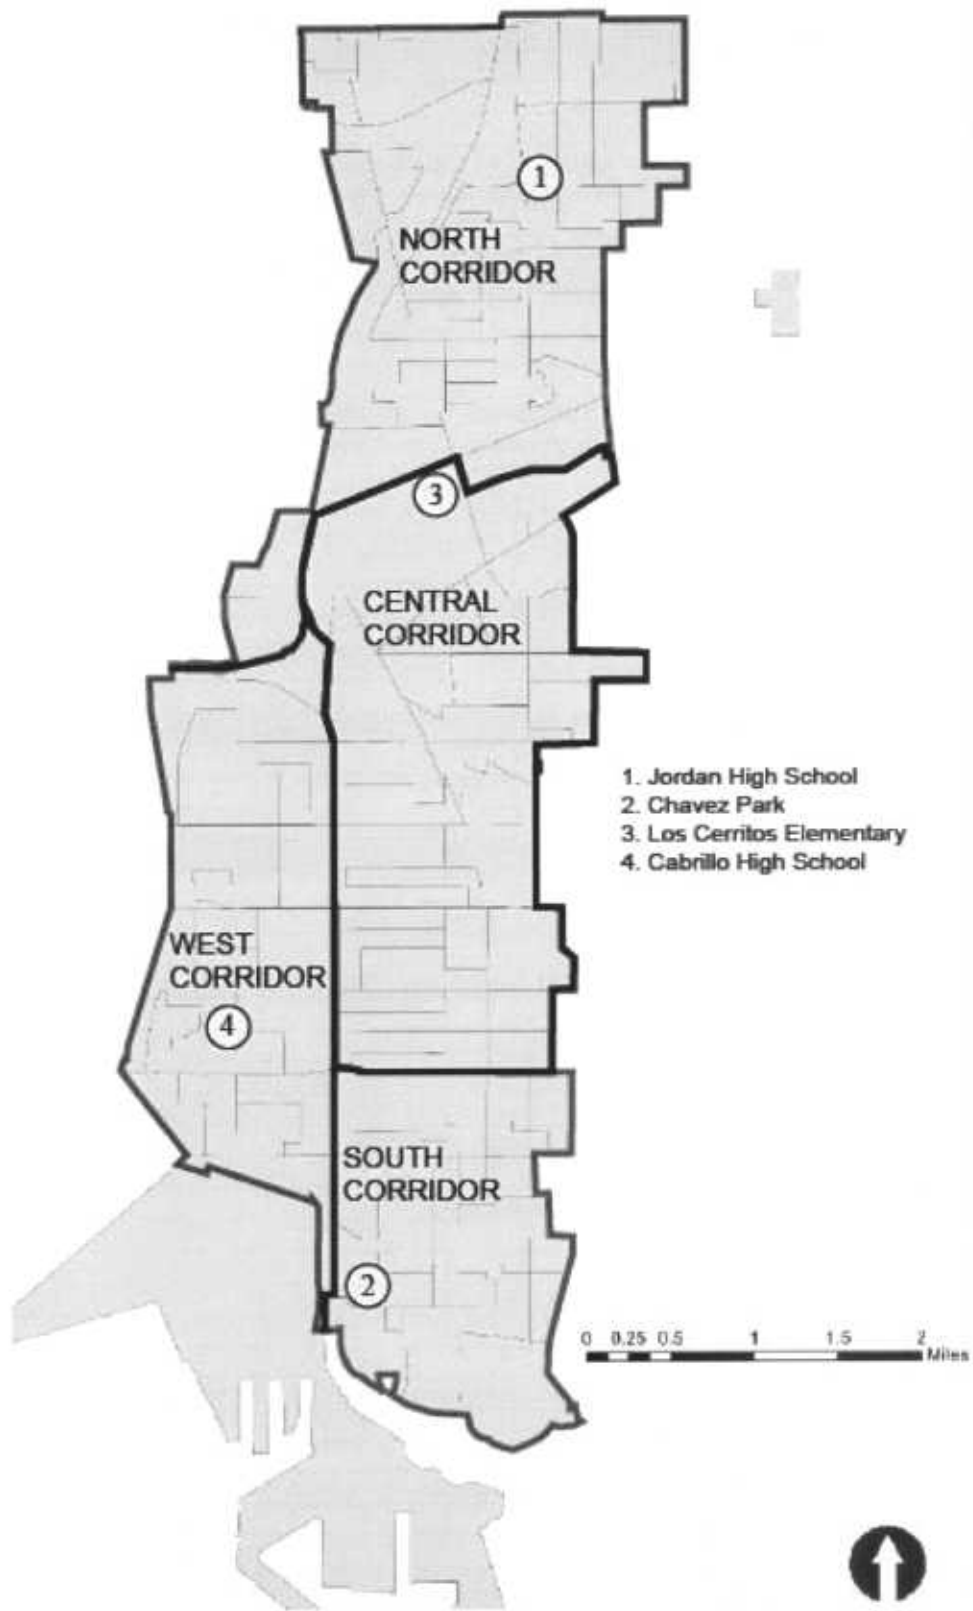 1
NORTH
CORRIDOR
3
CENTRAL
CORRIDOR
1. Jordan High School
2. Chavez Park
3. Los Cerritos Elementary
4. Cabrillo High School
WEST
CORRIDOR
4
SOUTH
CORRIDOR
2
0 0.25 0.5 1 1.5 2
Miles